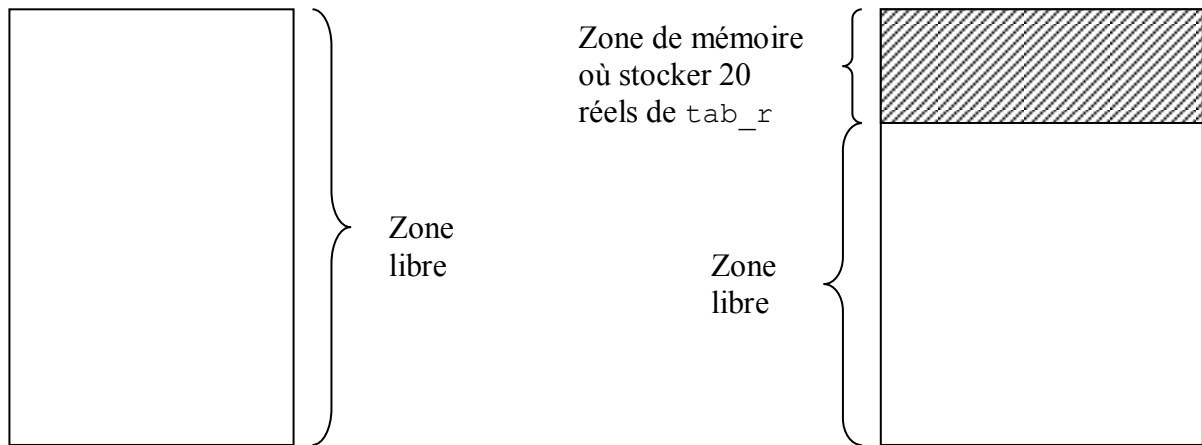 Zone
libre
Zone de mémoire
où stocker 20
réels de tab_r
Zone
libre